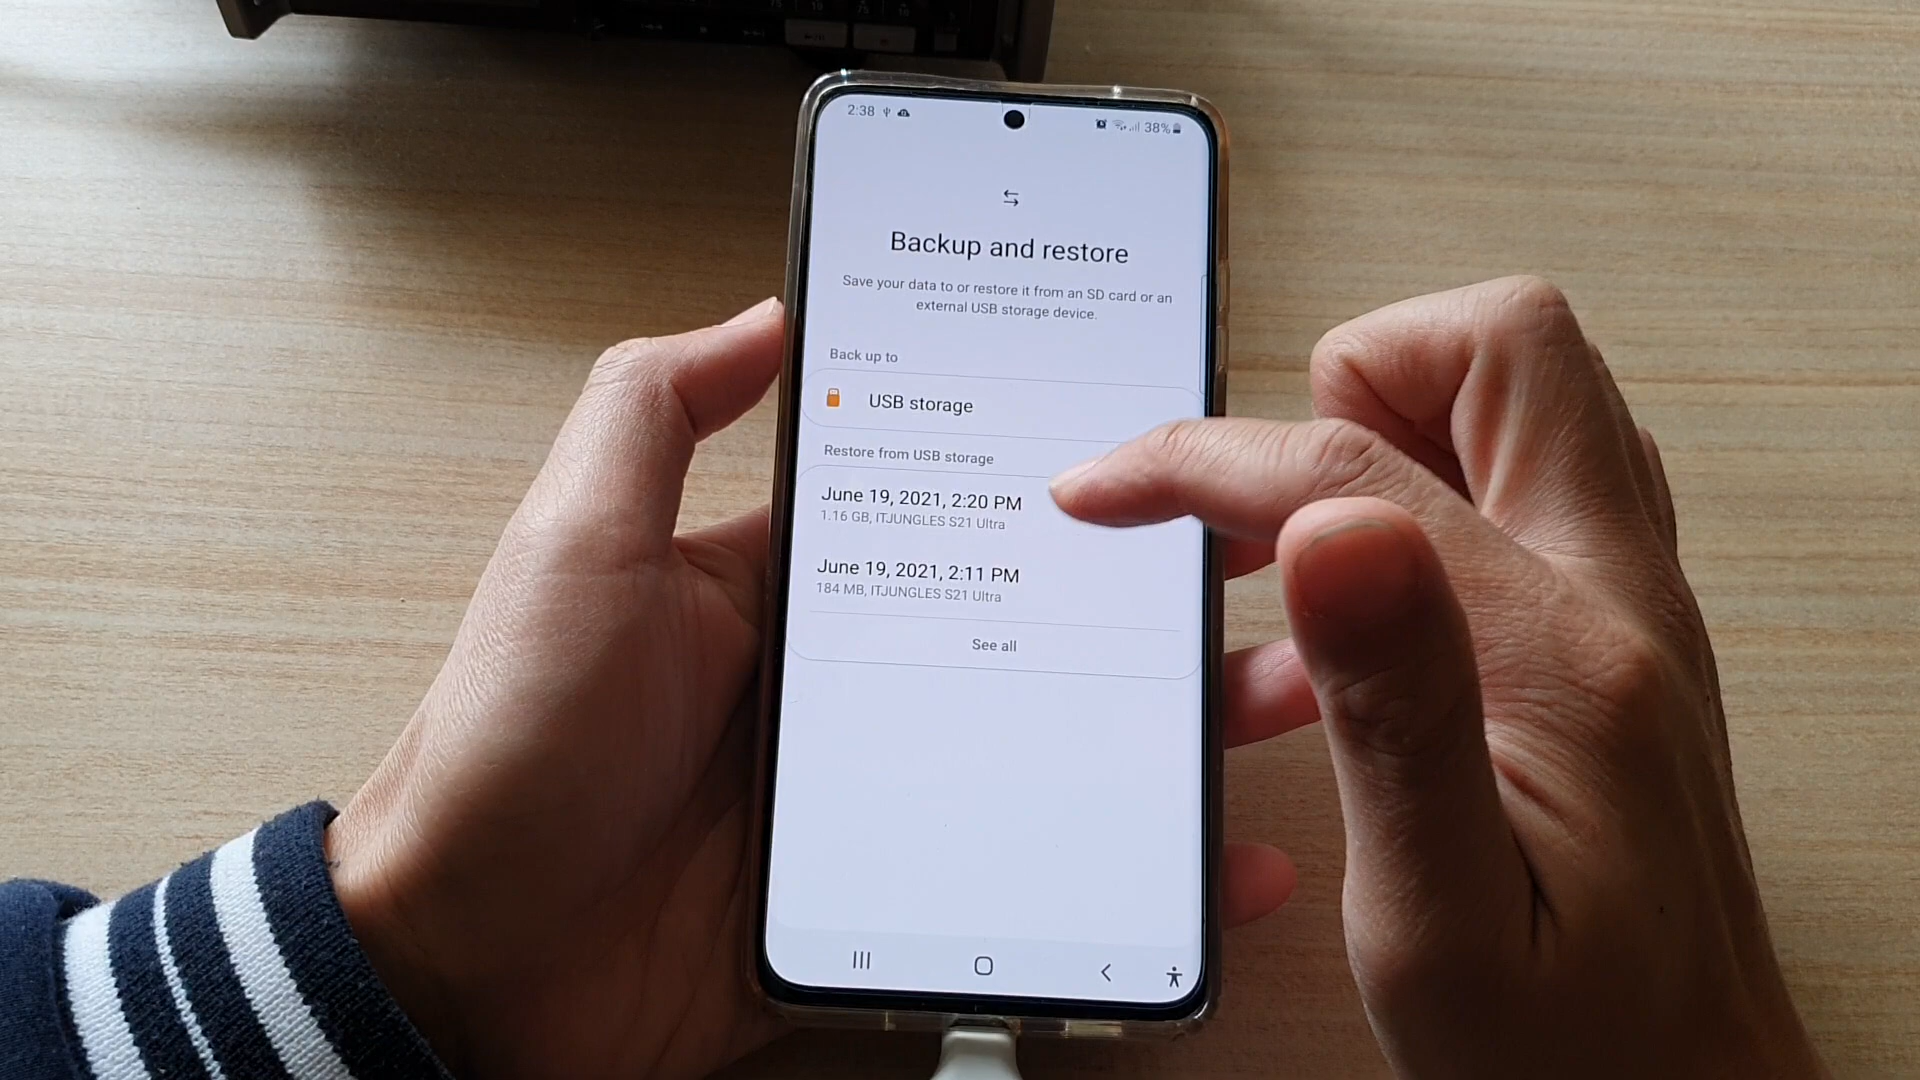 2:38
38%
Backup and restore
Save your data to or restore it from an SD card or an
external USB storage device.
Back up to
USB storage
Restore from USB storage
June 19, 2021, 2:20 PM
1.16 GB, ITJUNGLES S21 Ultra
June 19, 2021, 2:11 PM
184 MB, ITJUNGLES S21 Ultra
See all